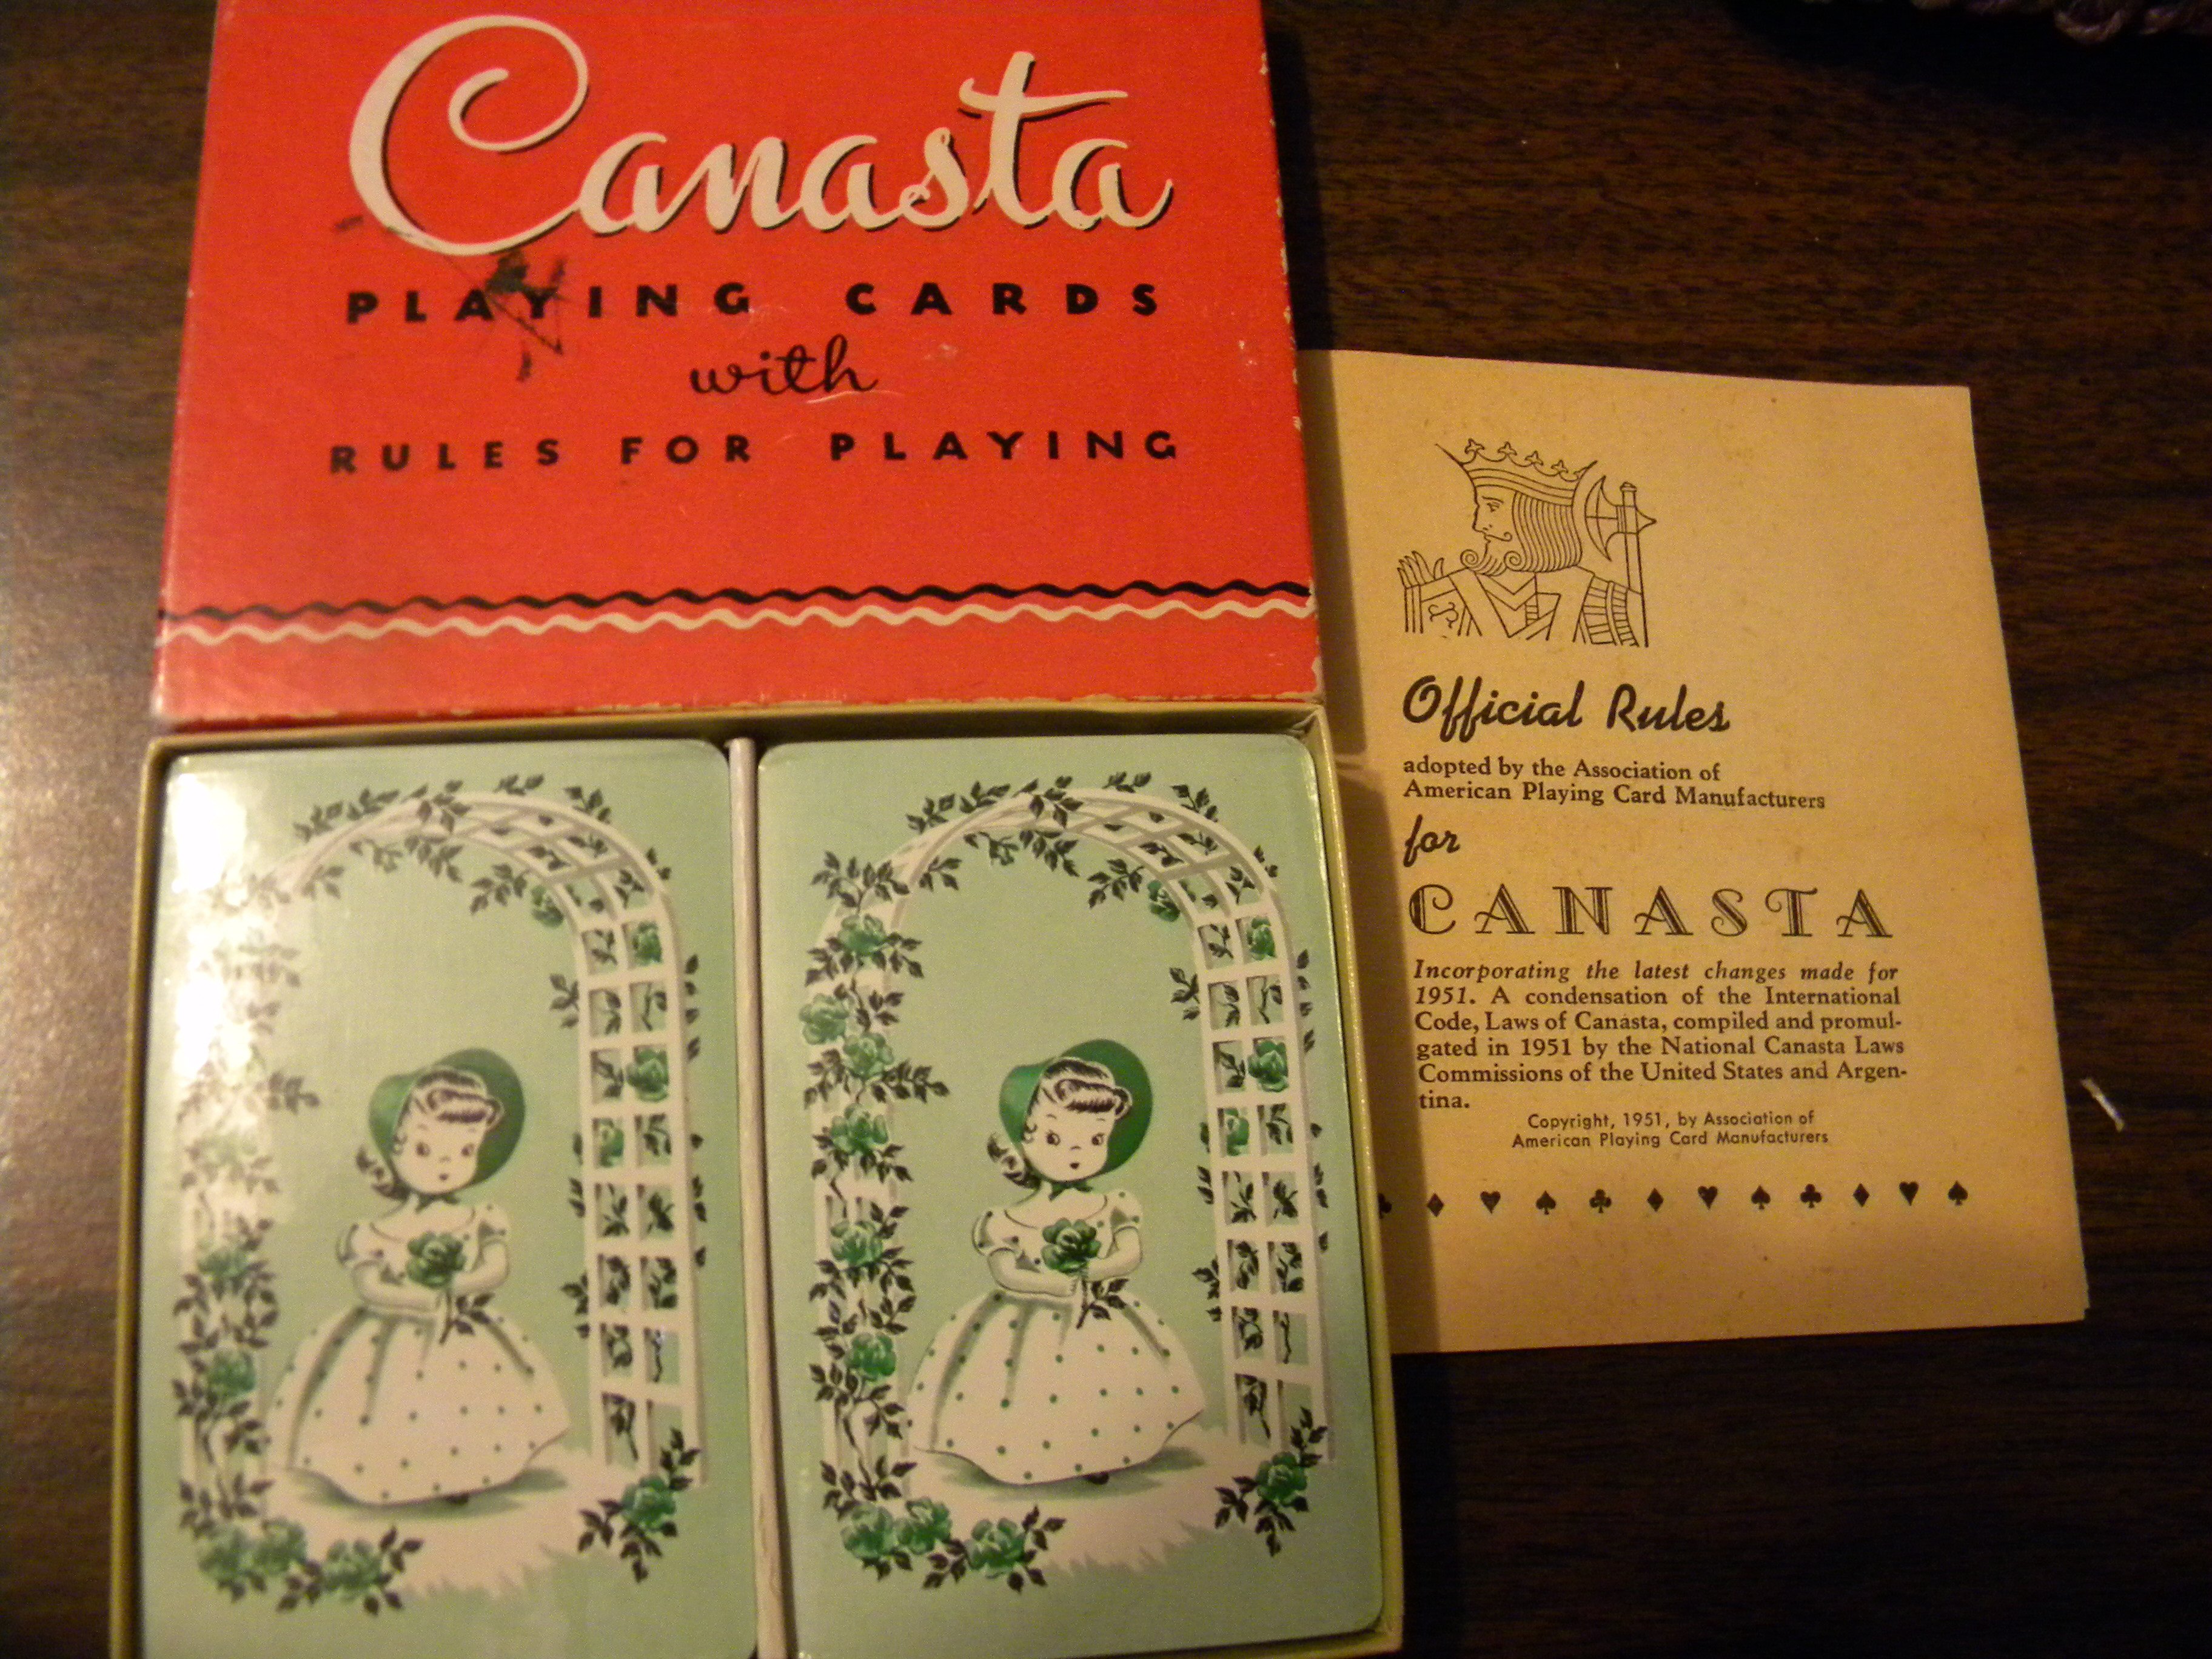 Canasta
PLAYING CARDS
with
RULES FOR PLAYING
Official Rules
adopted by the Association of
American Playing Card Manufacturers
for
CANASTA
Incorporating the latest changes made for
1951. A condensation of the International
Code, Laws of Canasta, compiled and promul-
gated in 1951 by the National Canasta Laws
Commissions of the United States and Argen-
tina.
Copyright, 1951, by Association of
American Playing Card Manufacturers